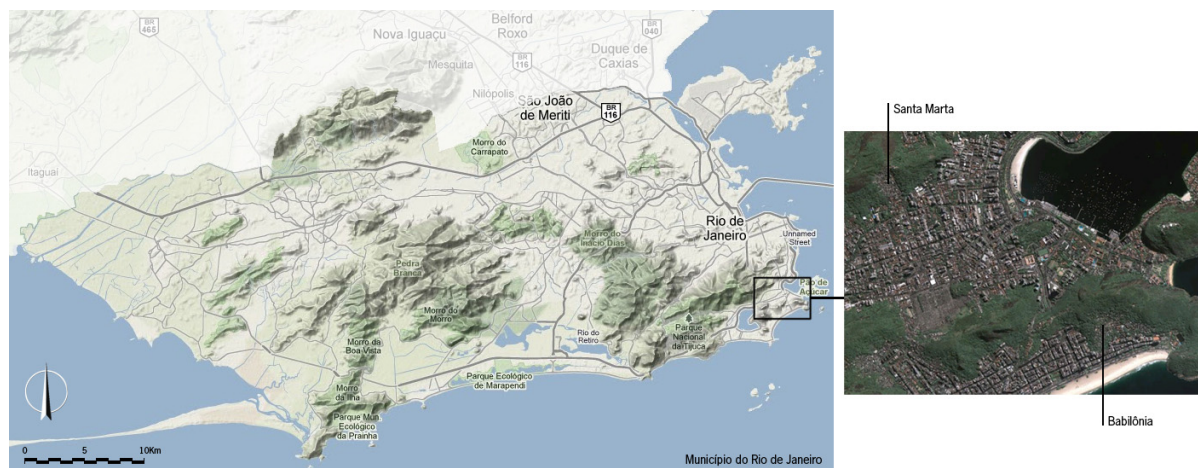 BR
465
Nova Iguaçu
Belford
Roxo
BR
040
BR
116
Duque de
Caxias
Mesquita
Nilópolis
São João
de Meriti
BR
116
Morro do
Carrapato
Itaguaí
Rio de
Janeiro
Morro do
Inácio Dias
Unnamed
Street
Pedra
Branca
Pão de
Açúcar
Morro do
Morro
Parque
Nacional
da Tijuca
Rio do
Retiro
Morro da
Boa Vista
Parque Ecológico
de Marapendi
Morro
da Ilha
Parque Mun.
Ecológico
da Prainha
0 5 10Km
Município do Rio de Janeiro
Santa Marta
Babilônia